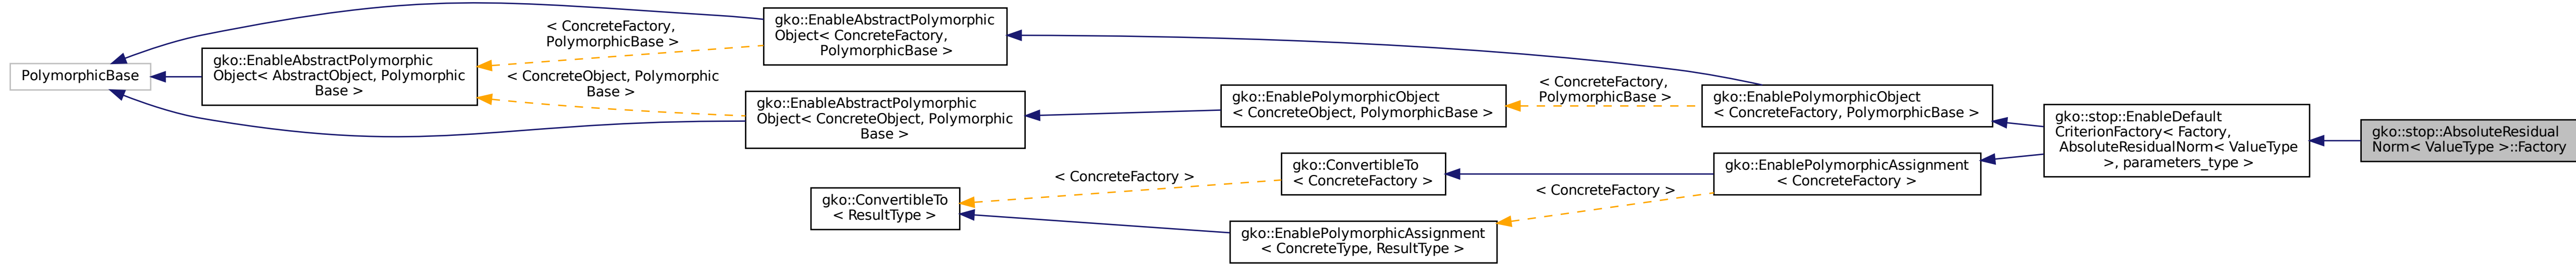 PolymorphicBase
gko::EnableAbstractPolymorphic
Object< AbstractObject, Polymorphic
Base >
< ConcreteFactory,
PolymorphicBase >
< ConcreteObject, Polymorphic
Base >
gko::EnableAbstractPolymorphic
Object< ConcreteFactory,
PolymorphicBase >
gko::EnableAbstractPolymorphic
Object< ConcreteObject, Polymorphic
Base >
gko::ConvertibleTo
< ResultType >
< ConcreteFactory >
gko::EnablePolymorphicObject
< ConcreteObject, PolymorphicBase >
gko::ConvertibleTo
< ConcreteFactory >
gko::EnablePolymorphicAssignment
< ConcreteType, ResultType >
< ConcreteFactory,
PolymorphicBase >
< ConcreteFactory >
gko::EnablePolymorphicObject
< ConcreteFactory, PolymorphicBase >
gko::EnablePolymorphicAssignment
< ConcreteFactory >
gko::stop::EnableDefault
CriterionFactory< Factory,
AbsoluteResidualNorm< ValueType
>, parameters_type >
gko::stop::AbsoluteResidual
Norm< ValueType >::Factory